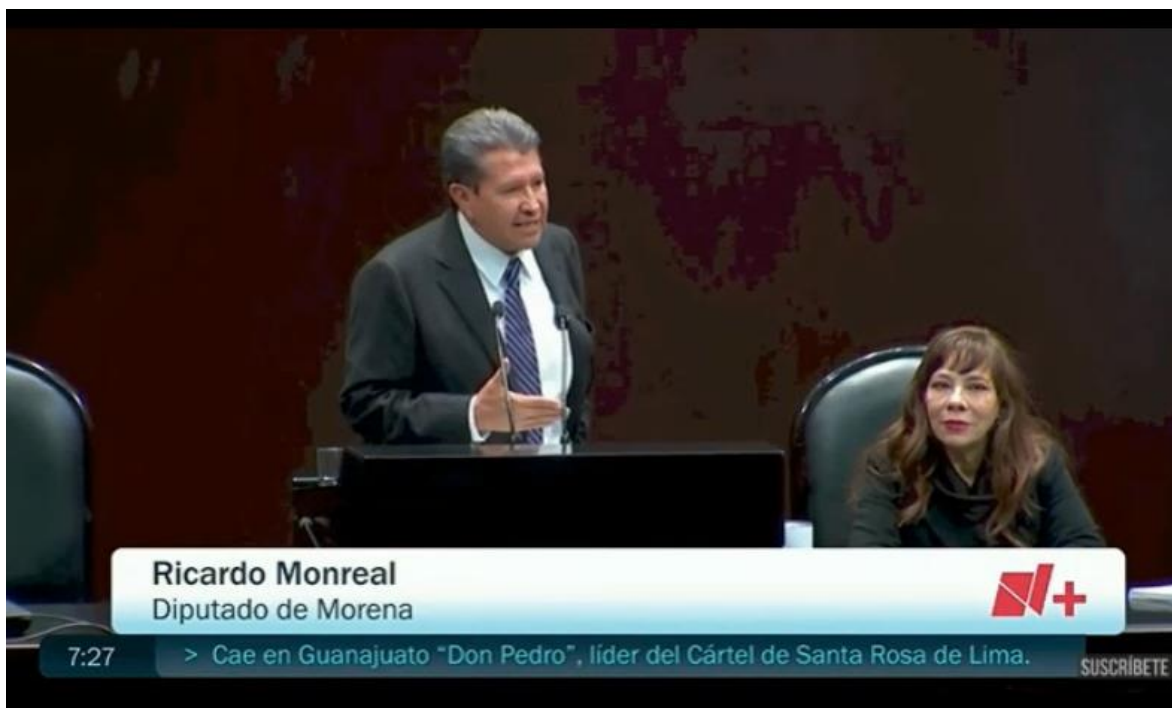 Ricardo Monreal
Diputado de Morena
N+
7:27
> Cae en Guanajuato “Don Pedro”, líder del Cártel de Santa Rosa de Lima.
SUSCRÍBETE